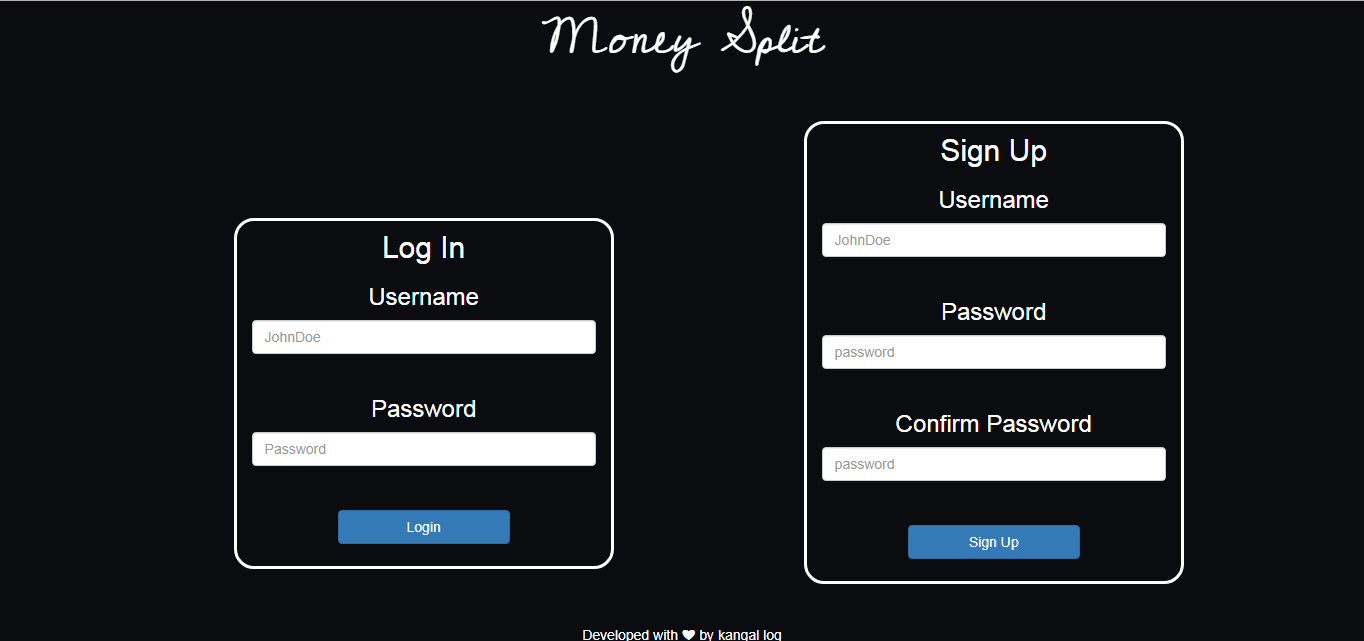 Money Split
Log In
Username
JohnDoe
Password
Password
Login
Sign Up
Username
JohnDoe
Password
password
Confirm Password
password
Sign Up
Developed with ♥ by kangal log